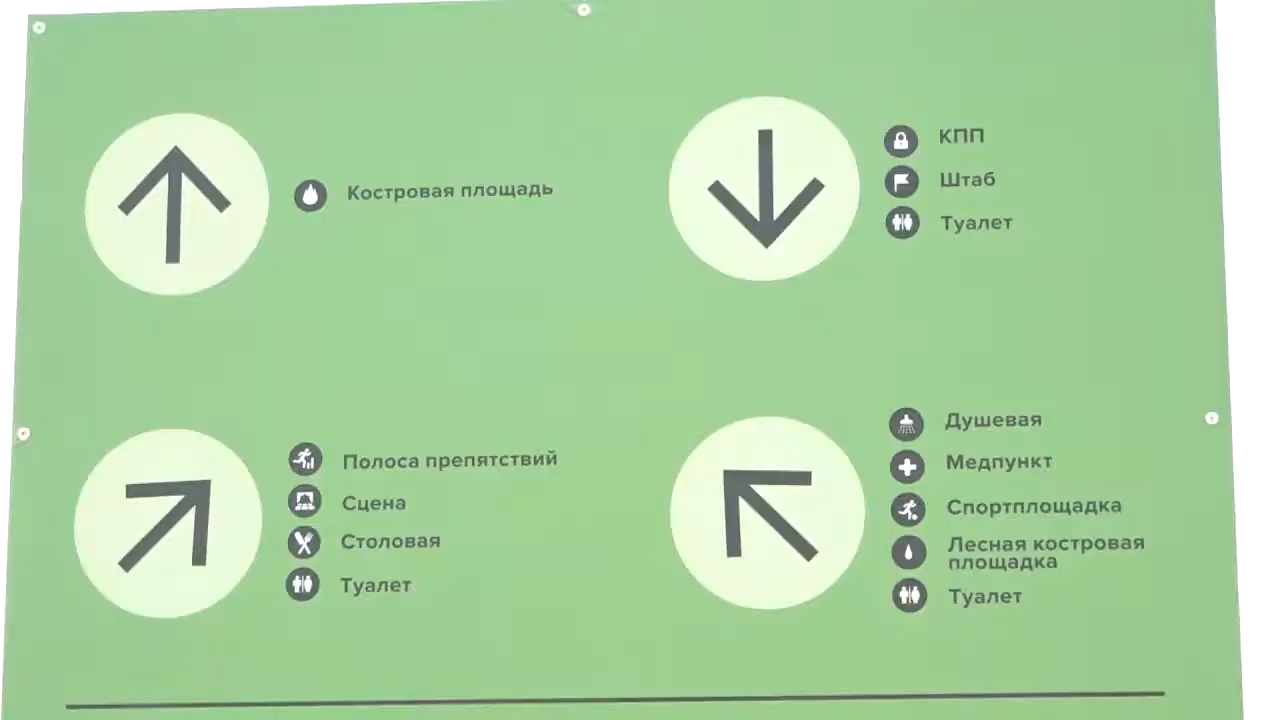 Костровая площадь
КПП
Штаб
Туалет
Полоса препятствий
Сцена
Столовая
Туалет
Душевая
Медпункт
Спортплощадка
Лесная костровая
площадка
Туалет